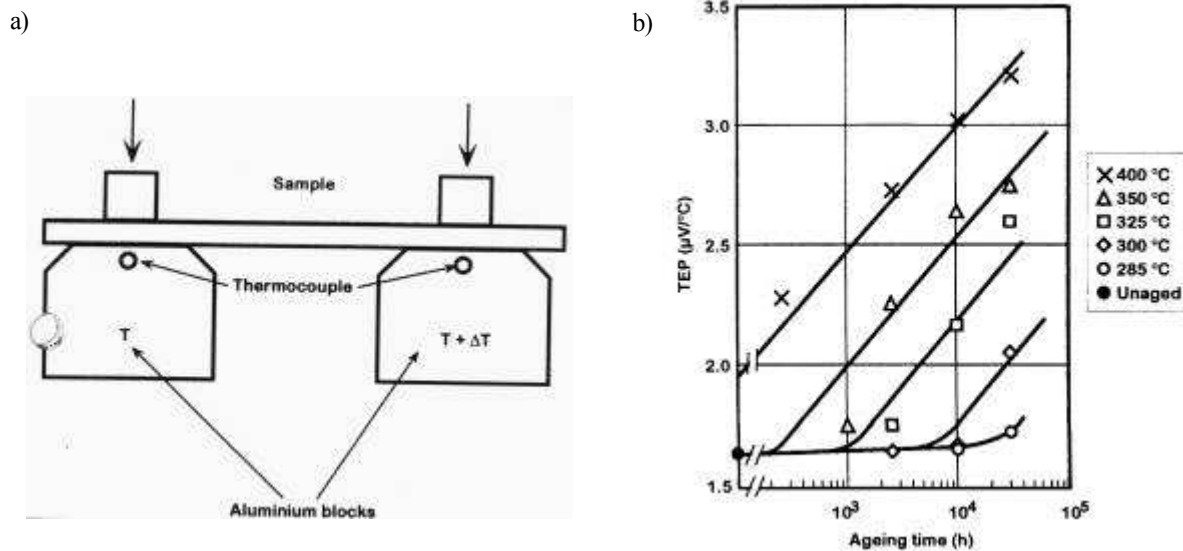 a)
Sample
Thermocouple
T
T + ΔT
Aluminium blocks
b)
TEP (µV/°C)
3.5
3.0
2.5
2.0
1.5
10³ 10⁴ 10⁵
Ageing time (h)
400 °C
350 °C
325 °C
300 °C
285 °C
Unaged